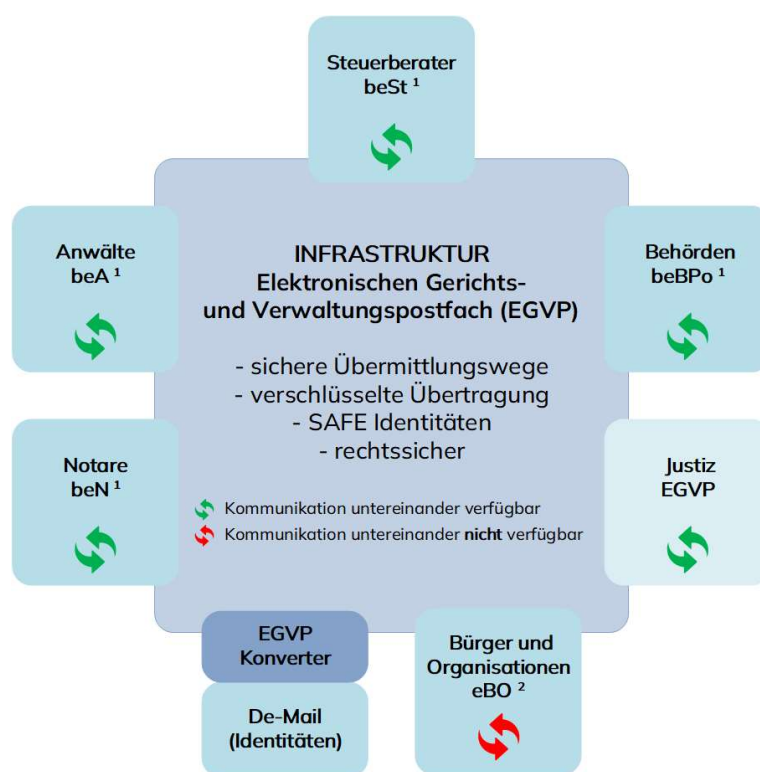 Steuerberater
beSt ¹
Anwälte
beA ¹
INFRASTRUKTUR
Elektronischen Gerichts-
und Verwaltungspostfach (EGVP)
- sichere Übermittlungswege
- verschlüsselte Übertragung
- SAFE Identitäten
- rechtssicher
Kommunikation untereinander verfügbar
Kommunikation untereinander nicht verfügbar
Behörden
beBPo ¹
Notare
beN ¹
Justiz
EGVP
EGVP
Konverter
De-Mail
(Identitäten)
Bürger und
Organisationen
eBO ²